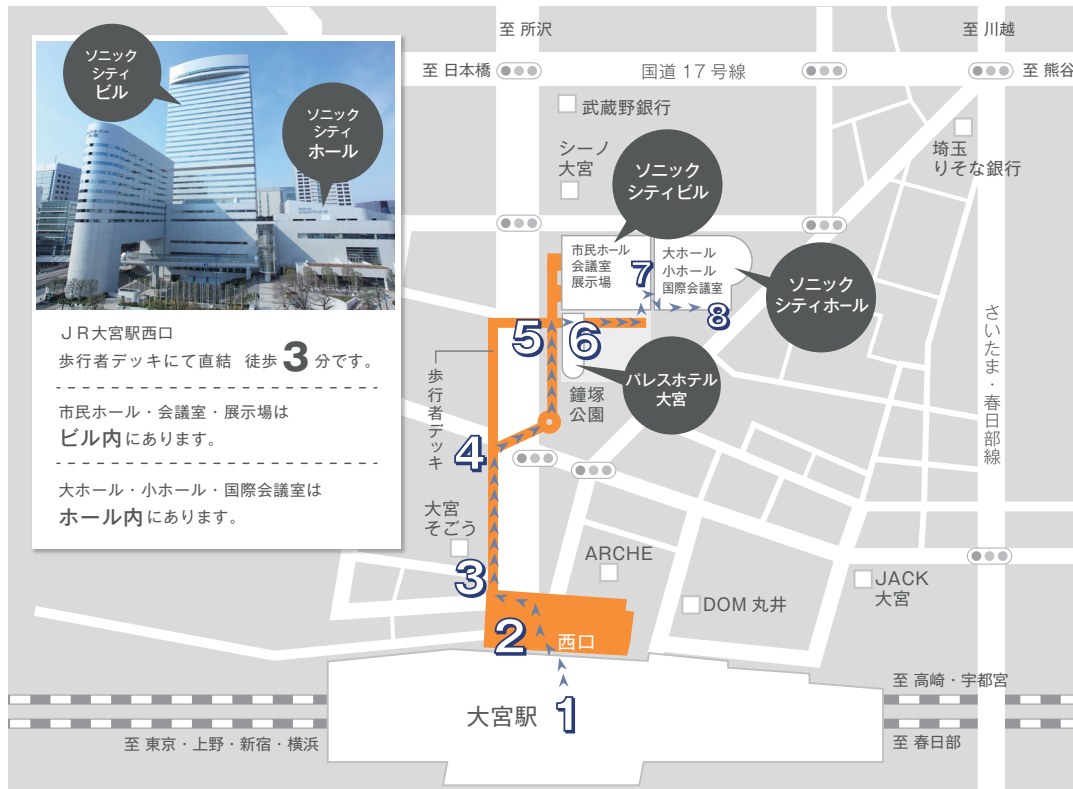 ソニック
シティ
ビル
ソニック
シティ
ホール
JR大宮駅西口
歩行者デッキにて直結 徒歩3分です。
市民ホール・会議室・展示場は
ビル内にあります。
大ホール・小ホール・国際会議室は
ホール内にあります。
至 所沢
至 川越
至 日本橋
国道17号線
至 熊谷
武蔵野銀行
シーノ
大宮
埼玉
りそな銀行
ソニック
シティビル
市民ホール
会議室
展示場
7
大ホール
小ホール
国際会議室
8
ソニック
シティホール
さいたま・春日部線
5
6
パレスホテル
大宮
歩行者デッキ
鐘塚
公園
4
大宮
そごう
3
ARCHE
JACK
大宮
DOM 丸井
2
西口
大宮駅
1
至 高崎・宇都宮
至 東京・上野・新宿・横浜
至 春日部